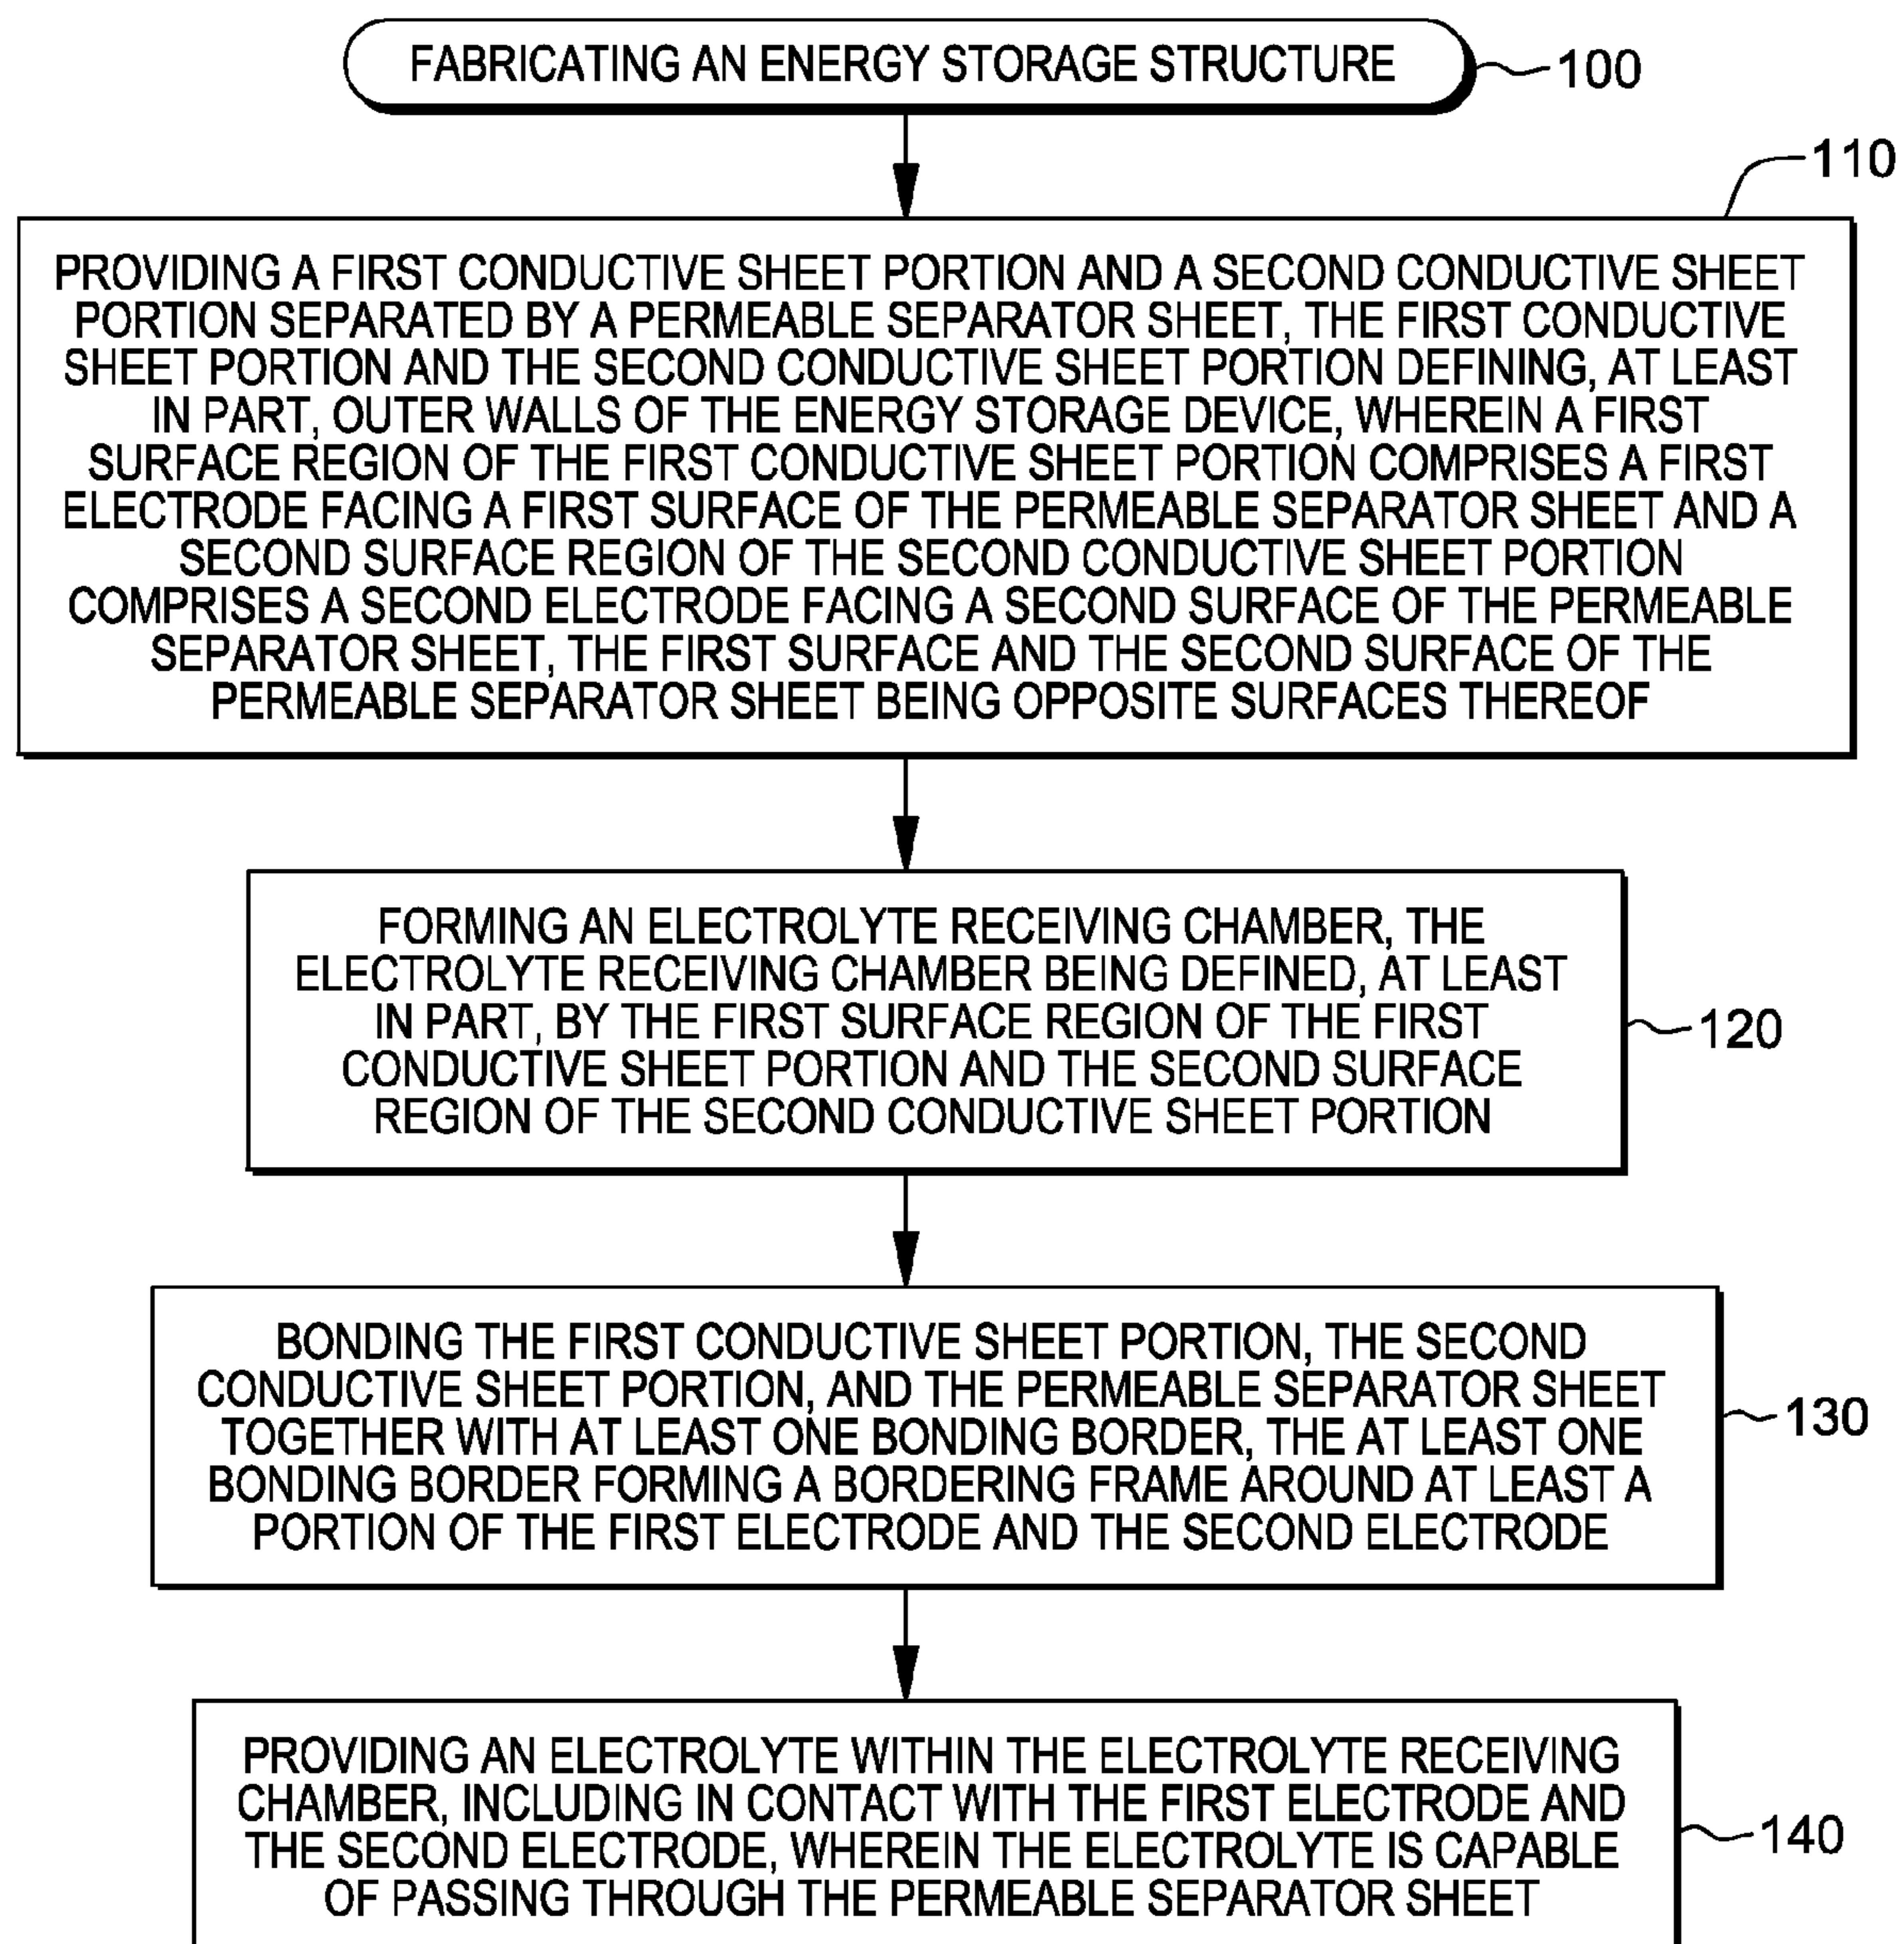 FABRICATING AN ENERGY STORAGE STRUCTURE
100
110
PROVIDING A FIRST CONDUCTIVE SHEET PORTION AND A SECOND CONDUCTIVE SHEET
PORTION SEPARATED BY A PERMEABLE SEPARATOR SHEET, THE FIRST CONDUCTIVE
SHEET PORTION AND THE SECOND CONDUCTIVE SHEET PORTION DEFINING, AT LEAST
IN PART, OUTER WALLS OF THE ENERGY STORAGE DEVICE, WHEREIN A FIRST
SURFACE REGION OF THE FIRST CONDUCTIVE SHEET PORTION COMPRISES A FIRST
ELECTRODE FACING A FIRST SURFACE OF THE PERMEABLE SEPARATOR SHEET AND A
SECOND SURFACE REGION OF THE SECOND CONDUCTIVE SHEET PORTION
COMPRISES A SECOND ELECTRODE FACING A SECOND SURFACE OF THE PERMEABLE
SEPARATOR SHEET, THE FIRST SURFACE AND THE SECOND SURFACE OF THE
PERMEABLE SEPARATOR SHEET BEING OPPOSITE SURFACES THEREOF
FORMING AN ELECTROLYTE RECEIVING CHAMBER, THE
ELECTROLYTE RECEIVING CHAMBER BEING DEFINED, AT LEAST
IN PART, BY THE FIRST SURFACE REGION OF THE FIRST
CONDUCTIVE SHEET PORTION AND THE SECOND SURFACE
REGION OF THE SECOND CONDUCTIVE SHEET PORTION
120
BONDING THE FIRST CONDUCTIVE SHEET PORTION, THE SECOND
CONDUCTIVE SHEET PORTION, AND THE PERMEABLE SEPARATOR SHEET
TOGETHER WITH AT LEAST ONE BONDING BORDER, THE AT LEAST ONE
BONDING BORDER FORMING A BORDERING FRAME AROUND AT LEAST A
PORTION OF THE FIRST ELECTRODE AND THE SECOND ELECTRODE
130
PROVIDING AN ELECTROLYTE WITHIN THE ELECTROLYTE RECEIVING
CHAMBER, INCLUDING IN CONTACT WITH THE FIRST ELECTRODE AND
THE SECOND ELECTRODE, WHEREIN THE ELECTROLYTE IS CAPABLE
OF PASSING THROUGH THE PERMEABLE SEPARATOR SHEET
140